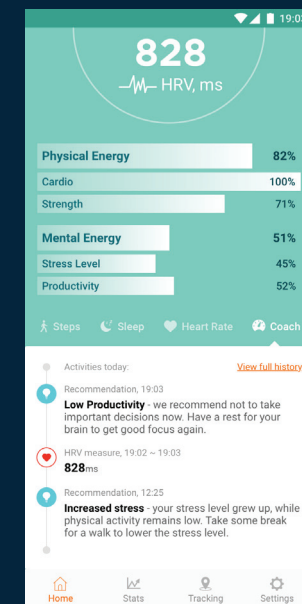 19:03
828
HRV, ms
Physical Energy 82%
Cardio 100%
Strength 71%
Mental Energy 51%
Stress Level 45%
Productivity 52%
Steps Sleep Heart Rate Coach
Activities today: View full history
Recommendation, 19:03
Low Productivity - we recommend not to take
important decisions now. Have a rest for your
brain to get good focus again.
HRV measure, 19:02 ~ 19:03
828ms
Recommendation, 12:25
Increased stress - your stress level grew up, while
physical activity remains low. Take some break
for a walk to lower the stress level.
Home Stats Tracking Settings